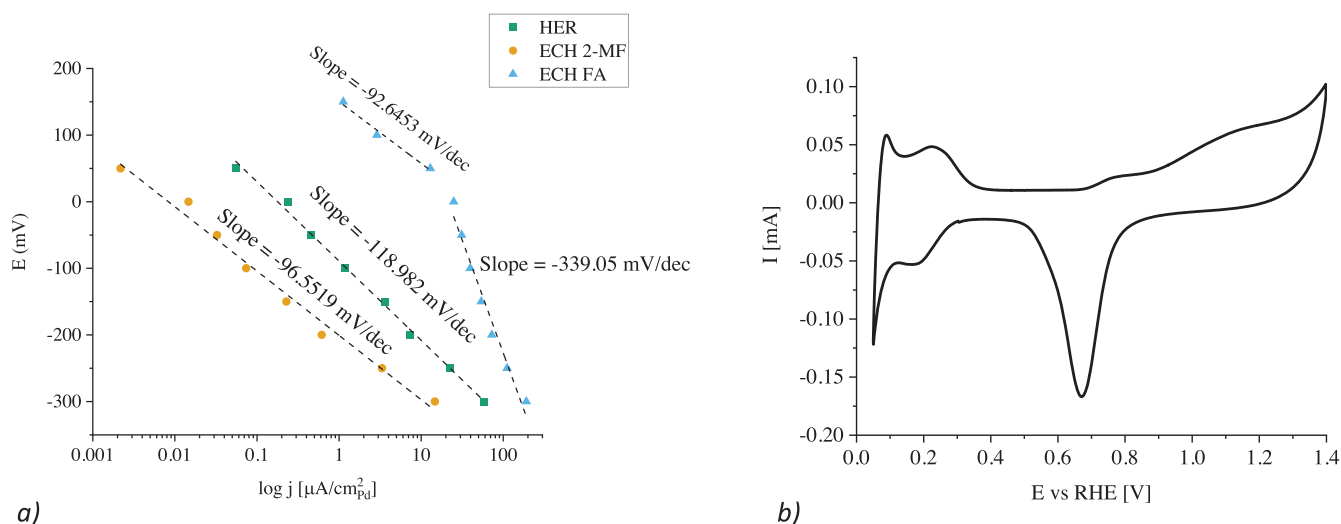 HER
ECH 2-MF
ECH FA
200
100
0
-100
-200
-300
E (mV)
Slope = -92.6453 mV/dec
Slope = -118.982 mV/dec
Slope = -96.5519 mV/dec
Slope = -339.05 mV/dec
0.001 0.01 0.1 1 10 100
log j [μA/cm²Pd]
a)
0.10
0.05
0.00
-0.05
-0.10
-0.15
-0.20
I [mA]
0.0 0.2 0.4 0.6 0.8 1.0 1.2 1.4
E vs RHE [V]
b)